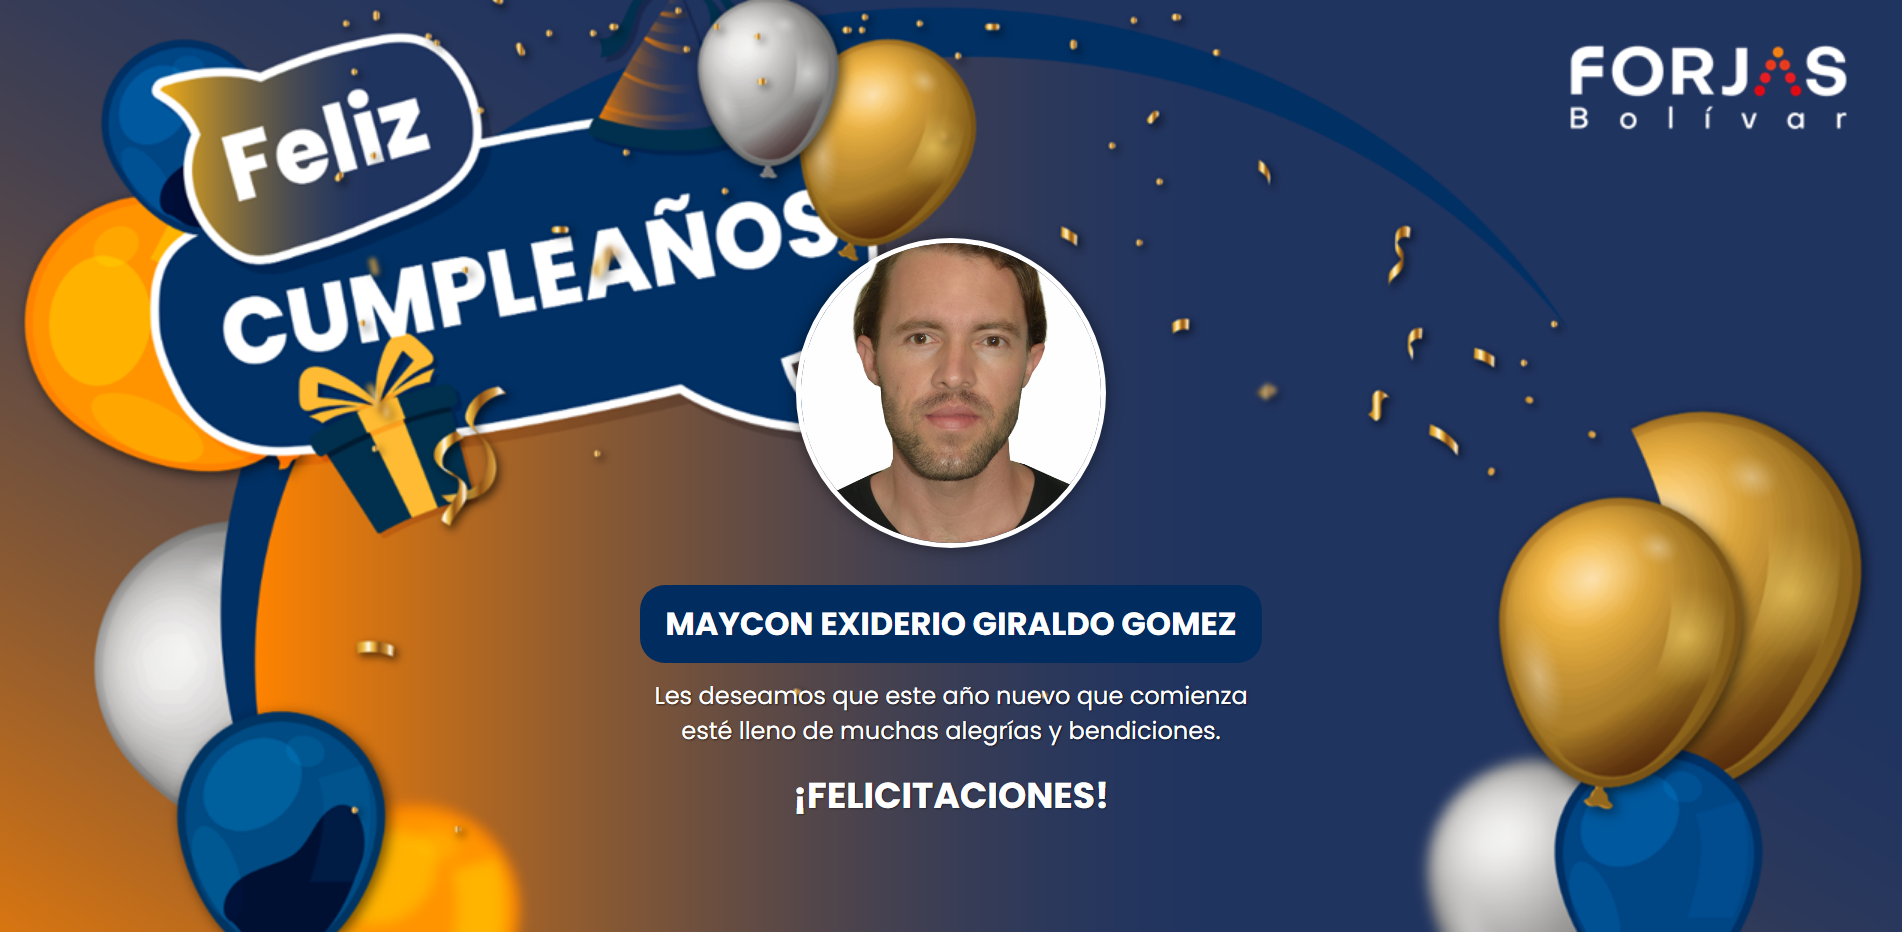 Feliz
CUMPLEAÑOS
FORJAS
Bolívar
MAYCON EXIDERIO GIRALDO GOMEZ
Les deseamos que este año nuevo que comienza
esté lleno de muchas alegrías y bendiciones.
¡FELICITACIONES!